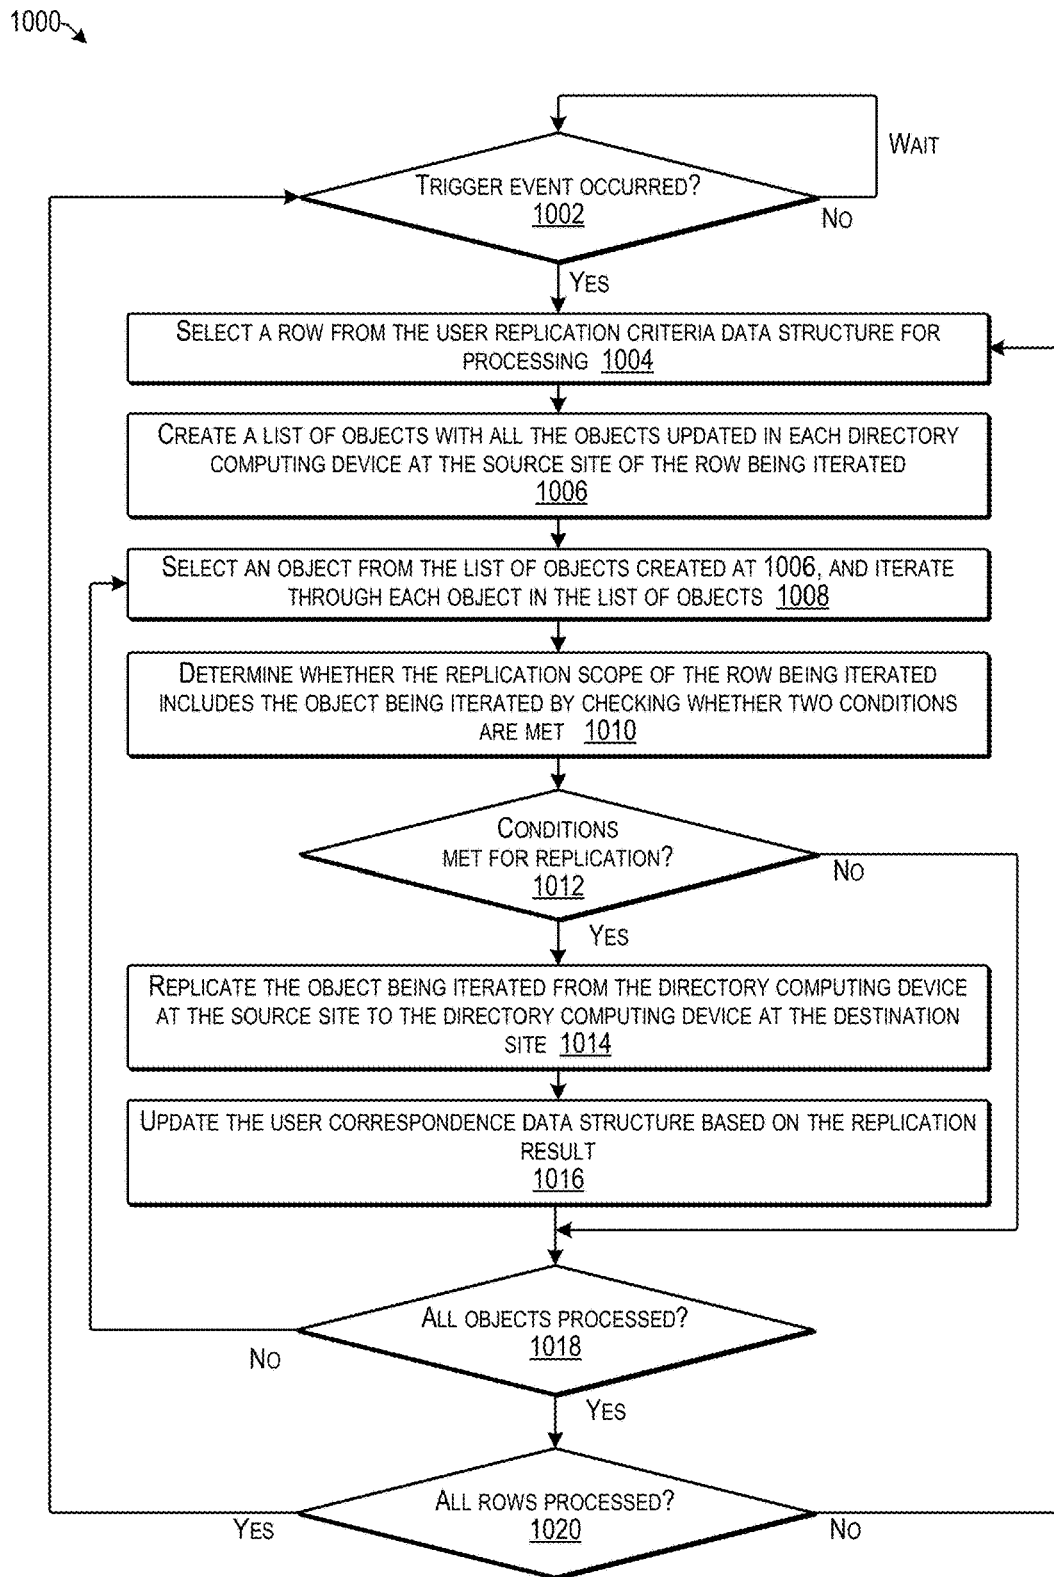 1000
WAIT
TRIGGER EVENT OCCURRED?
1002
NO
YES
SELECT A ROW FROM THE USER REPLICATION CRITERIA DATA STRUCTURE FOR
PROCESSING 1004
CREATE A LIST OF OBJECTS WITH ALL THE OBJECTS UPDATED IN EACH DIRECTORY
COMPUTING DEVICE AT THE SOURCE SITE OF THE ROW BEING ITERATED
1006
SELECT AN OBJECT FROM THE LIST OF OBJECTS CREATED AT 1006, AND ITERATE
THROUGH EACH OBJECT IN THE LIST OF OBJECTS 1008
DETERMINE WHETHER THE REPLICATION SCOPE OF THE ROW BEING ITERATED
INCLUDES THE OBJECT BEING ITERATED BY CHECKING WHETHER TWO CONDITIONS
ARE MET 1010
CONDITIONS
MET FOR REPLICATION?
1012
NO
YES
REPLICATE THE OBJECT BEING ITERATED FROM THE DIRECTORY COMPUTING DEVICE
AT THE SOURCE SITE TO THE DIRECTORY COMPUTING DEVICE AT THE DESTINATION
SITE 1014
UPDATE THE USER CORRESPONDENCE DATA STRUCTURE BASED ON THE REPLICATION
RESULT
1016
ALL OBJECTS PROCESSED?
1018
NO
YES
ALL ROWS PROCESSED?
1020
YES
NO